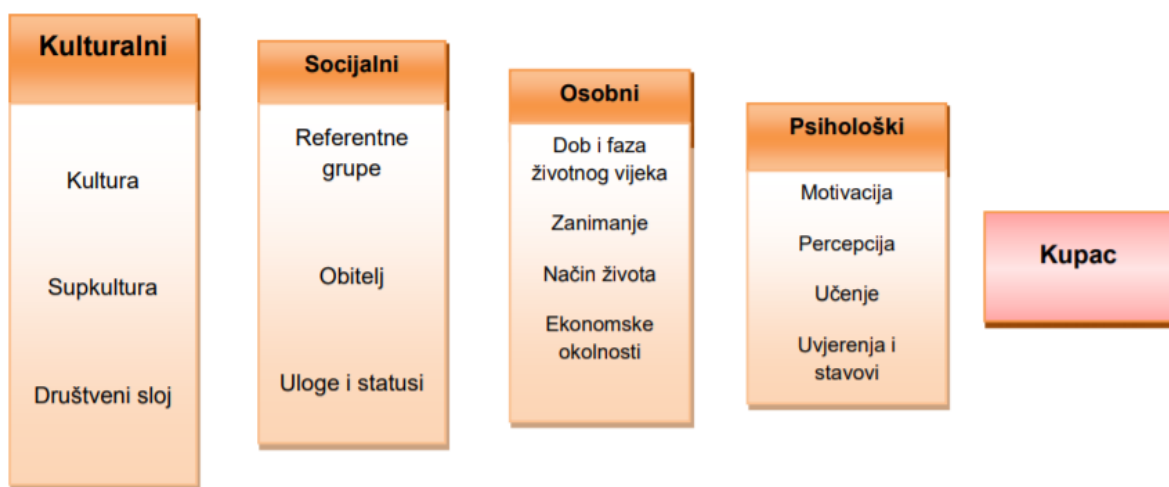 Kulturalni
Kultura
Supkultura
Društveni sloj
Socijalni
Referentne
grupe
Obitelj
Uloge i statusi
Osobni
Dob i faza
životnog vijeka
Zanimanje
Način života
Ekonomske
okolnosti
Psihološki
Motivacija
Percepcija
Učenje
Uvjerenja i
stavovi
Kupac